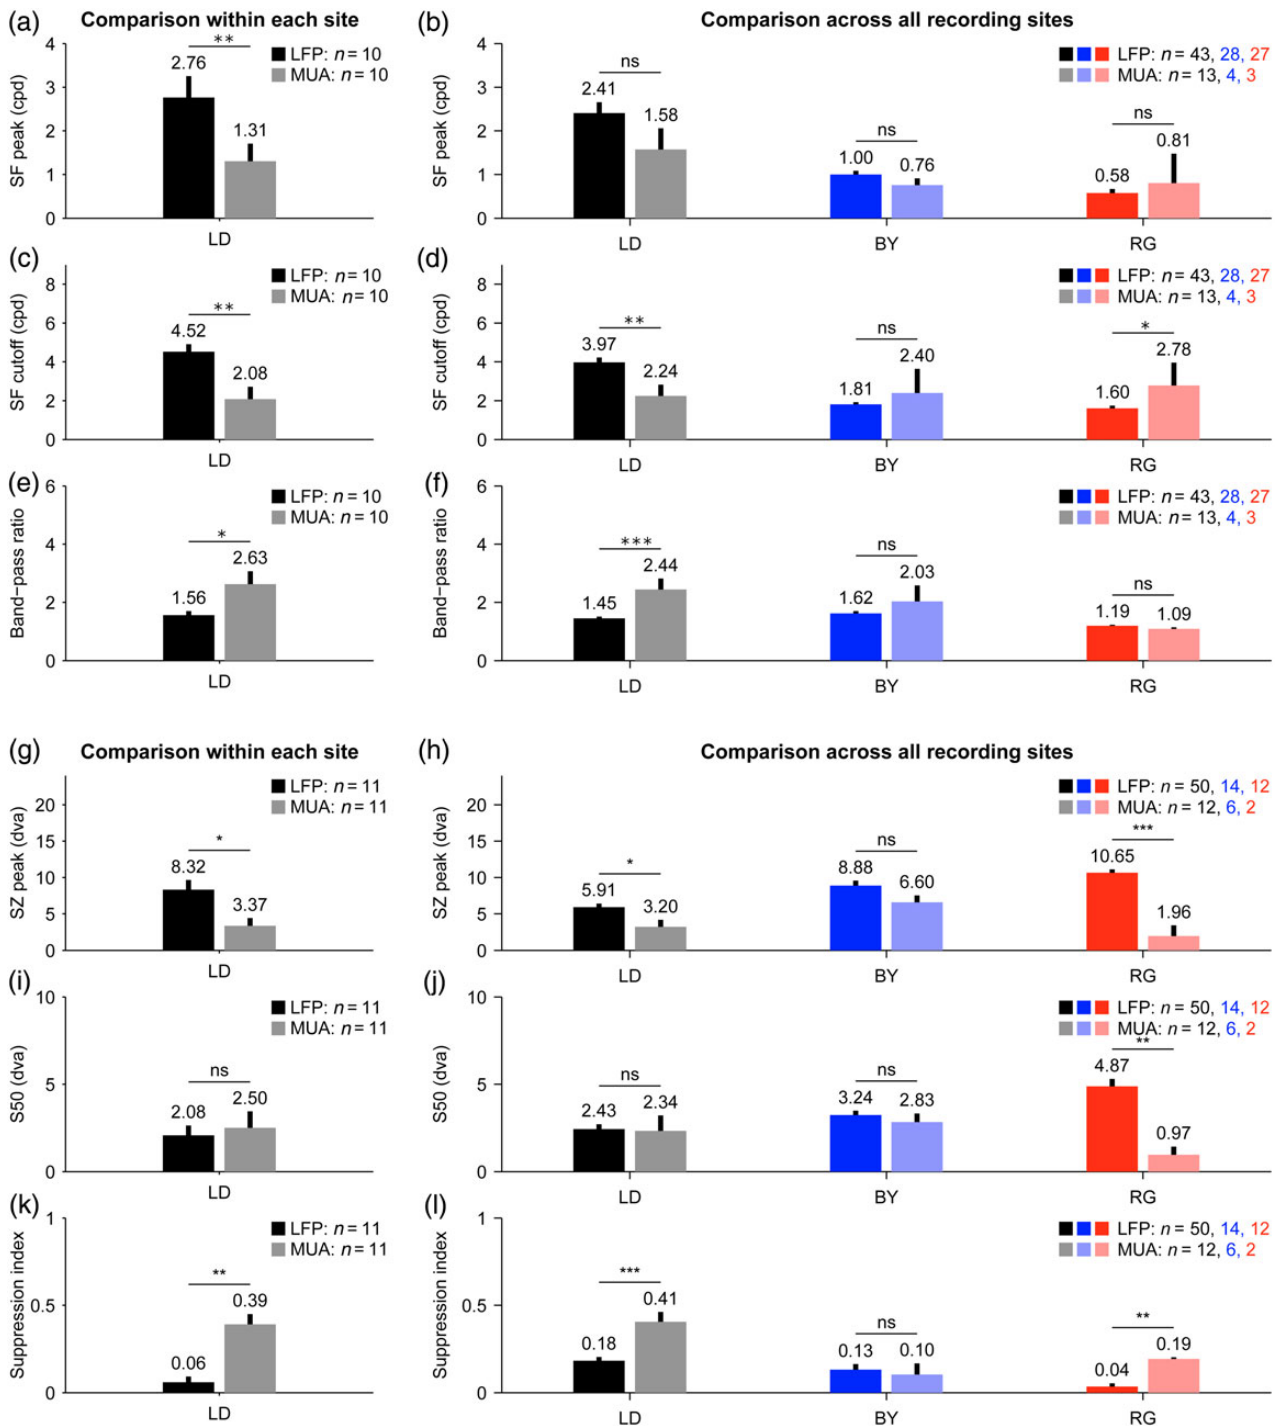 (a) Comparison within each site
LFP: n = 10
MUA: n = 10
SF peak (cpd)
4
3
2
1
0
**
2.76
1.31
LD
(b) Comparison across all recording sites
LFP: n = 43, 28, 27
MUA: n = 13, 4, 3
SF peak (cpd)
4
3
2
1
0
ns
2.41
1.58
ns
1.00
0.76
ns
0.58
0.81
LD
BY
RG
(c)
LFP: n = 10
MUA: n = 10
SF cutoff (cpd)
8
6
4
2
0
**
4.52
2.08
LD
(d)
LFP: n = 43, 28, 27
MUA: n = 13, 4, 3
SF cutoff (cpd)
8
6
4
2
0
**
3.97
2.24
ns
1.81
2.40
*
1.60
2.78
LD
BY
RG
(e)
LFP: n = 10
MUA: n = 10
Band−pass ratio
6
4
2
0
*
1.56
2.63
LD
(f)
LFP: n = 43, 28, 27
MUA: n = 13, 4, 3
Band−pass ratio
6
4
2
0
***
1.45
2.44
ns
1.62
2.03
ns
1.19
1.09
LD
BY
RG
(g) Comparison within each site
LFP: n = 11
MUA: n = 11
SZ peak (dva)
20
15
10
5
0
*
8.32
3.37
LD
(h) Comparison across all recording sites
LFP: n = 50, 14, 12
MUA: n = 12, 6, 2
SZ peak (dva)
20
15
10
5
0
*
5.91
3.20
ns
8.88
6.60
***
10.65
1.96
LD
BY
RG
(i)
LFP: n = 11
MUA: n = 11
S50 (dva)
10
5
0
ns
2.08
2.50
LD
(j)
LFP: n = 50, 14, 12
MUA: n = 12, 6, 2
S50 (dva)
10
5
0
ns
2.43
2.34
ns
3.24
2.83
**
4.87
0.97
LD
BY
RG
(k)
LFP: n = 11
MUA: n = 11
Suppression index
1
0.5
0
**
0.06
0.39
LD
(l)
LFP: n = 50, 14, 12
MUA: n = 12, 6, 2
Suppression index
1
0.5
0
***
0.18
0.41
ns
0.13
0.10
**
0.04
0.19
LD
BY
RG